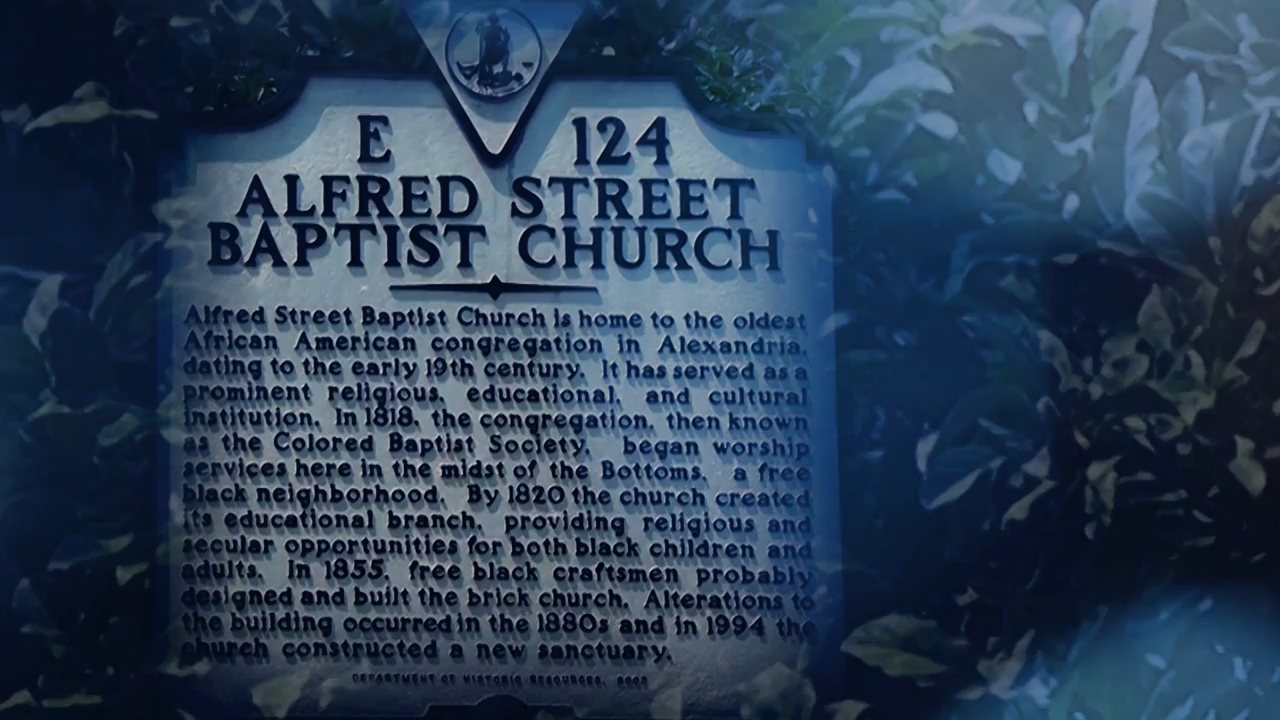 E 124
ALFRED STREET
BAPTIST CHURCH
Alfred Street Baptist Church is home to the oldest
African American congregation in Alexandria,
dating to the early 19th century. It has served as a
prominent religious, educational, and cultural
institution. In 1818, the congregation, then known
as the Colored Baptist Society, began worship
services here in the midst of the Bottoms, a free
black neighborhood. By 1820 the church created
its educational branch, providing religious and
secular opportunities for both black children and
adults. In 1855, free black craftsmen probably
designed and built the brick church. Alterations to
the building occurred in the 1880s and in 1994 the
church constructed a new sanctuary.
DEPARTMENT OF HISTORIC RESOURCES,